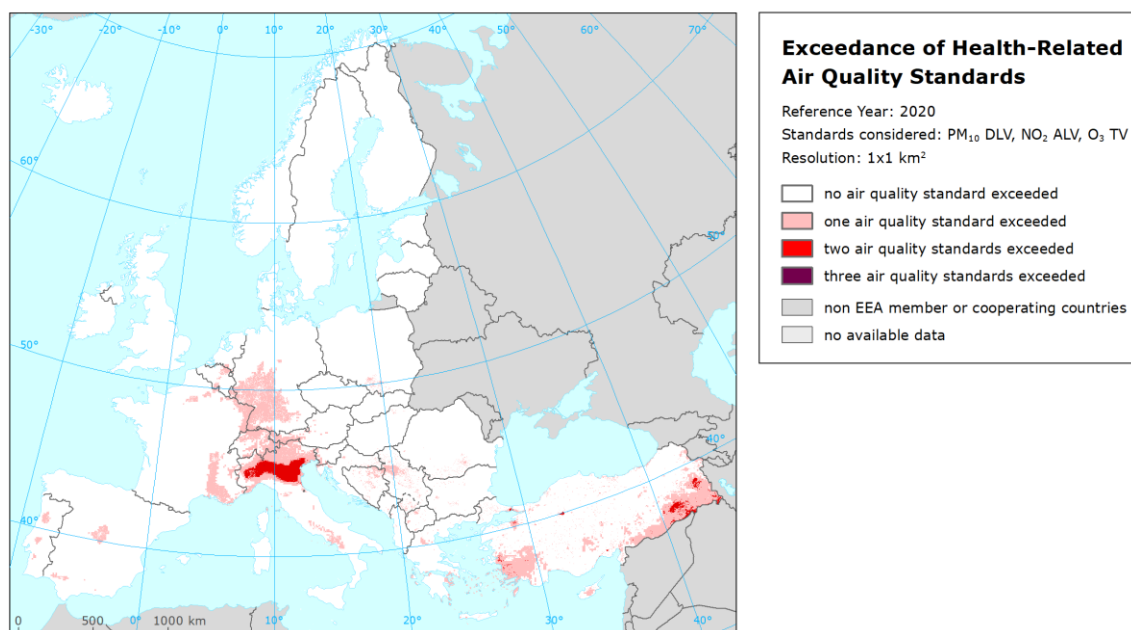 -30° -20° -10° 0° 10° 20° 30° 40° 50° 60° 70°
60°
50°
50°
40°
40°
0 500 1000 km
0° 10° 20° 30° 40°
Exceedance of Health-Related
Air Quality Standards
Reference Year: 2020
Standards considered: PM₁₀ DLV, NO₂ ALV, O₃ TV
Resolution: 1x1 km²
no air quality standard exceeded
one air quality standard exceeded
two air quality standards exceeded
three air quality standards exceeded
non EEA member or cooperating countries
no available data